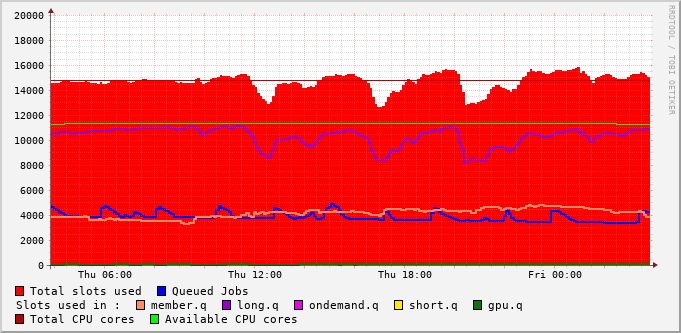 20000
18000
16000
14000
12000
10000
8000
6000
4000
2000
0
Thu 06:00 Thu 12:00 Thu 18:00 Fri 00:00
RRDTOOL / TOBI OETIKER
Total slots used Queued Jobs
Slots used in : member.q long.q ondemand.q short.q gpu.q
Total CPU cores Available CPU cores